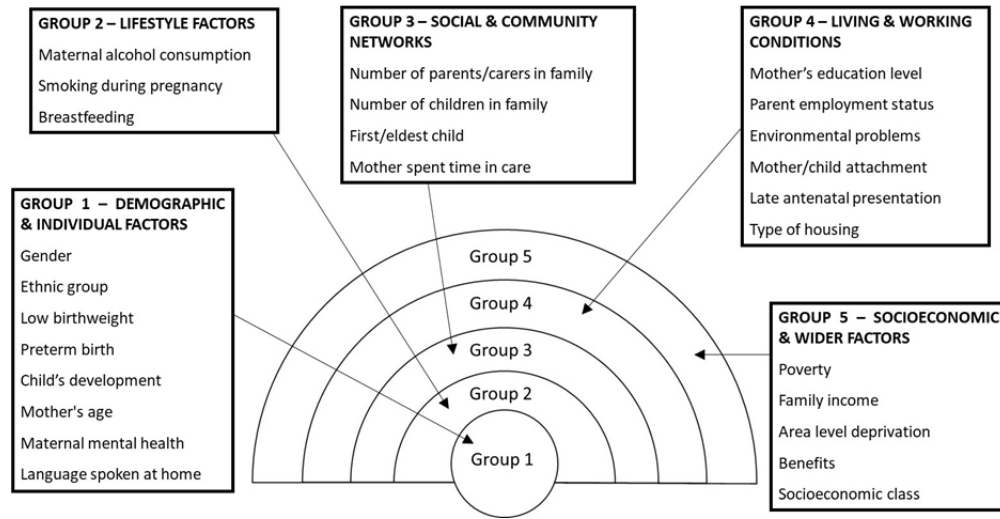 GROUP 2 – LIFESTYLE FACTORS
Maternal alcohol consumption
Smoking during pregnancy
Breastfeeding
GROUP 3 – SOCIAL & COMMUNITY
NETWORKS
Number of parents/carers in family
Number of children in family
First/eldest child
Mother spent time in care
GROUP 4 – LIVING & WORKING
CONDITIONS
Mother's education level
Parent employment status
Environmental problems
Mother/child attachment
Late antenatal presentation
Type of housing
GROUP 1 – DEMOGRAPHIC
& INDIVIDUAL FACTORS
Gender
Ethnic group
Low birthweight
Preterm birth
Child's development
Mother's age
Maternal mental health
Language spoken at home
Group 5
Group 4
Group 3
Group 2
Group 1
GROUP 5 – SOCIOECONOMIC
& WIDER FACTORS
Poverty
Family income
Area level deprivation
Benefits
Socioeconomic class